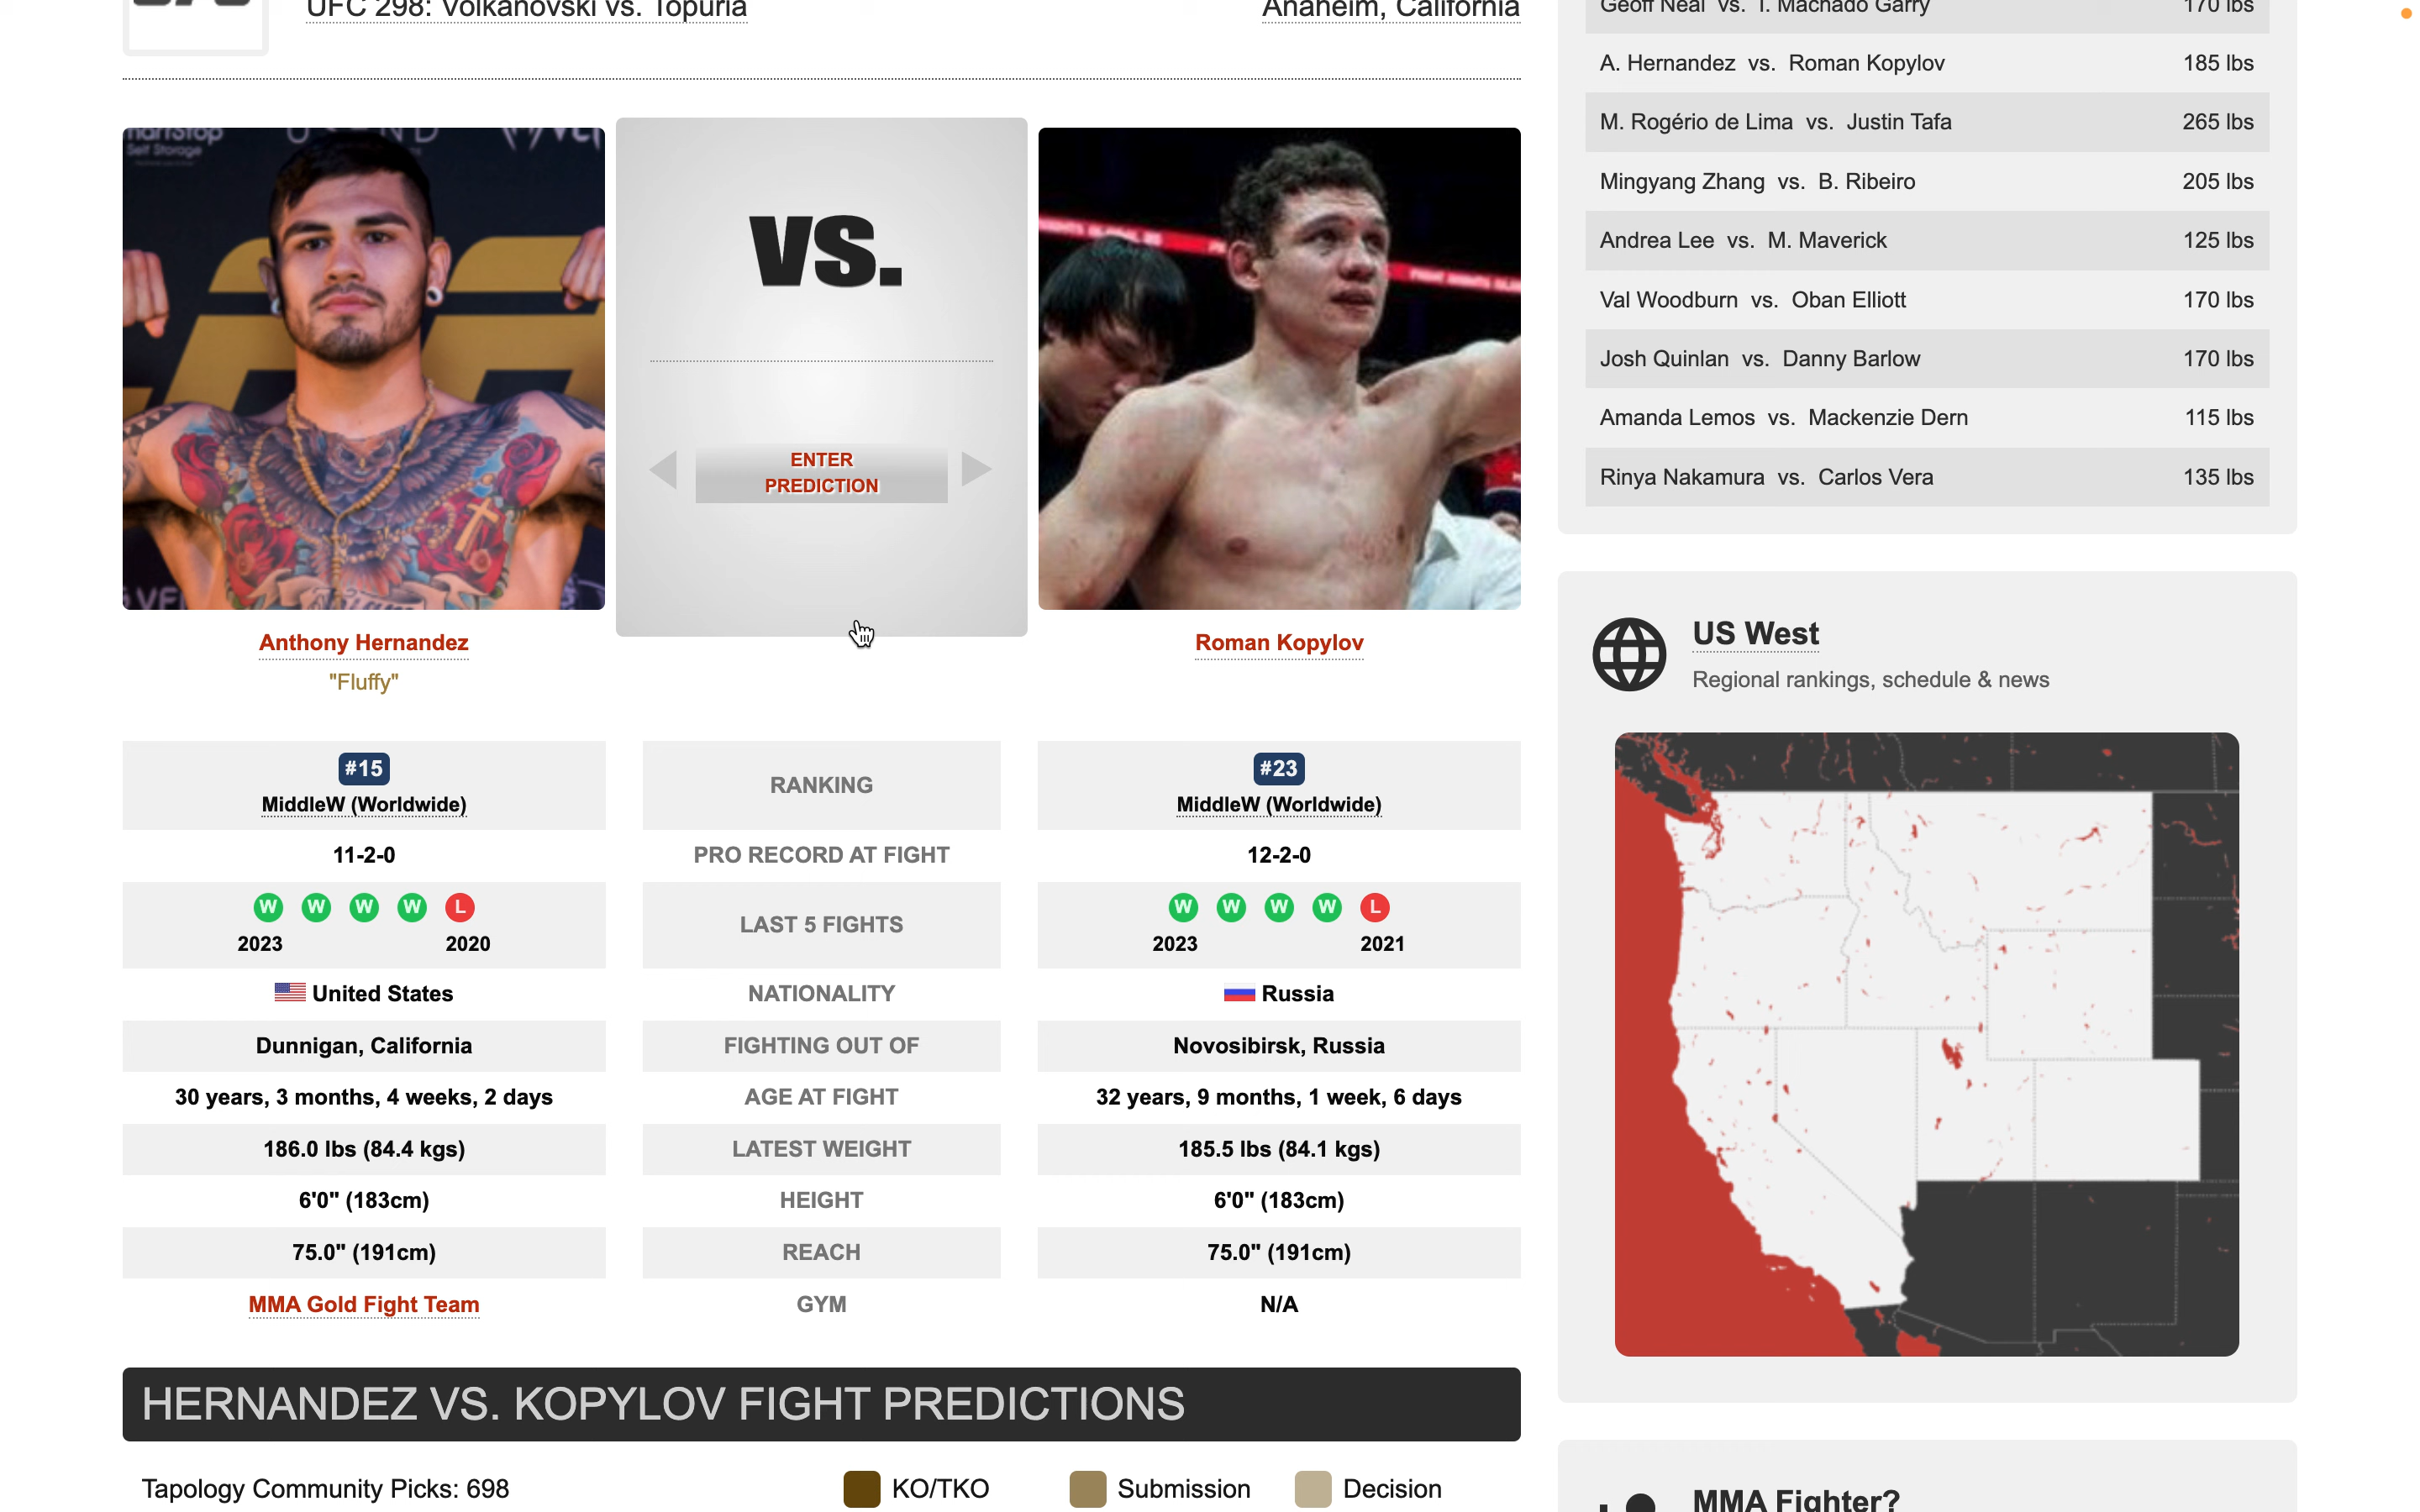 UFC 298: Volkanovski vs. Topuria
Anaheim, California
Self Storage
VS.
ENTER
PREDICTION
Anthony Hernandez
"Fluffy"
Roman Kopylov
#15
MiddleW (Worldwide)
RANKING
#23
MiddleW (Worldwide)
11-2-0
PRO RECORD AT FIGHT
12-2-0
W W W W L
2023 2020
LAST 5 FIGHTS
W W W W L
2023 2021
United States
NATIONALITY
Russia
Dunnigan, California
FIGHTING OUT OF
Novosibirsk, Russia
30 years, 3 months, 4 weeks, 2 days
AGE AT FIGHT
32 years, 9 months, 1 week, 6 days
186.0 lbs (84.4 kgs)
LATEST WEIGHT
185.5 lbs (84.1 kgs)
6'0" (183cm)
HEIGHT
6'0" (183cm)
75.0" (191cm)
REACH
75.0" (191cm)
MMA Gold Fight Team
GYM
N/A
HERNANDEZ VS. KOPYLOV FIGHT PREDICTIONS
Tapology Community Picks: 698
KO/TKO
Submission
Decision
Geoff Neal vs. I. Machado Garry 170 lbs
A. Hernandez vs. Roman Kopylov 185 lbs
M. Rogério de Lima vs. Justin Tafa 265 lbs
Mingyang Zhang vs. B. Ribeiro 205 lbs
Andrea Lee vs. M. Maverick 125 lbs
Val Woodburn vs. Oban Elliott 170 lbs
Josh Quinlan vs. Danny Barlow 170 lbs
Amanda Lemos vs. Mackenzie Dern 115 lbs
Rinya Nakamura vs. Carlos Vera 135 lbs
US West
Regional rankings, schedule & news
MMA Fighter?